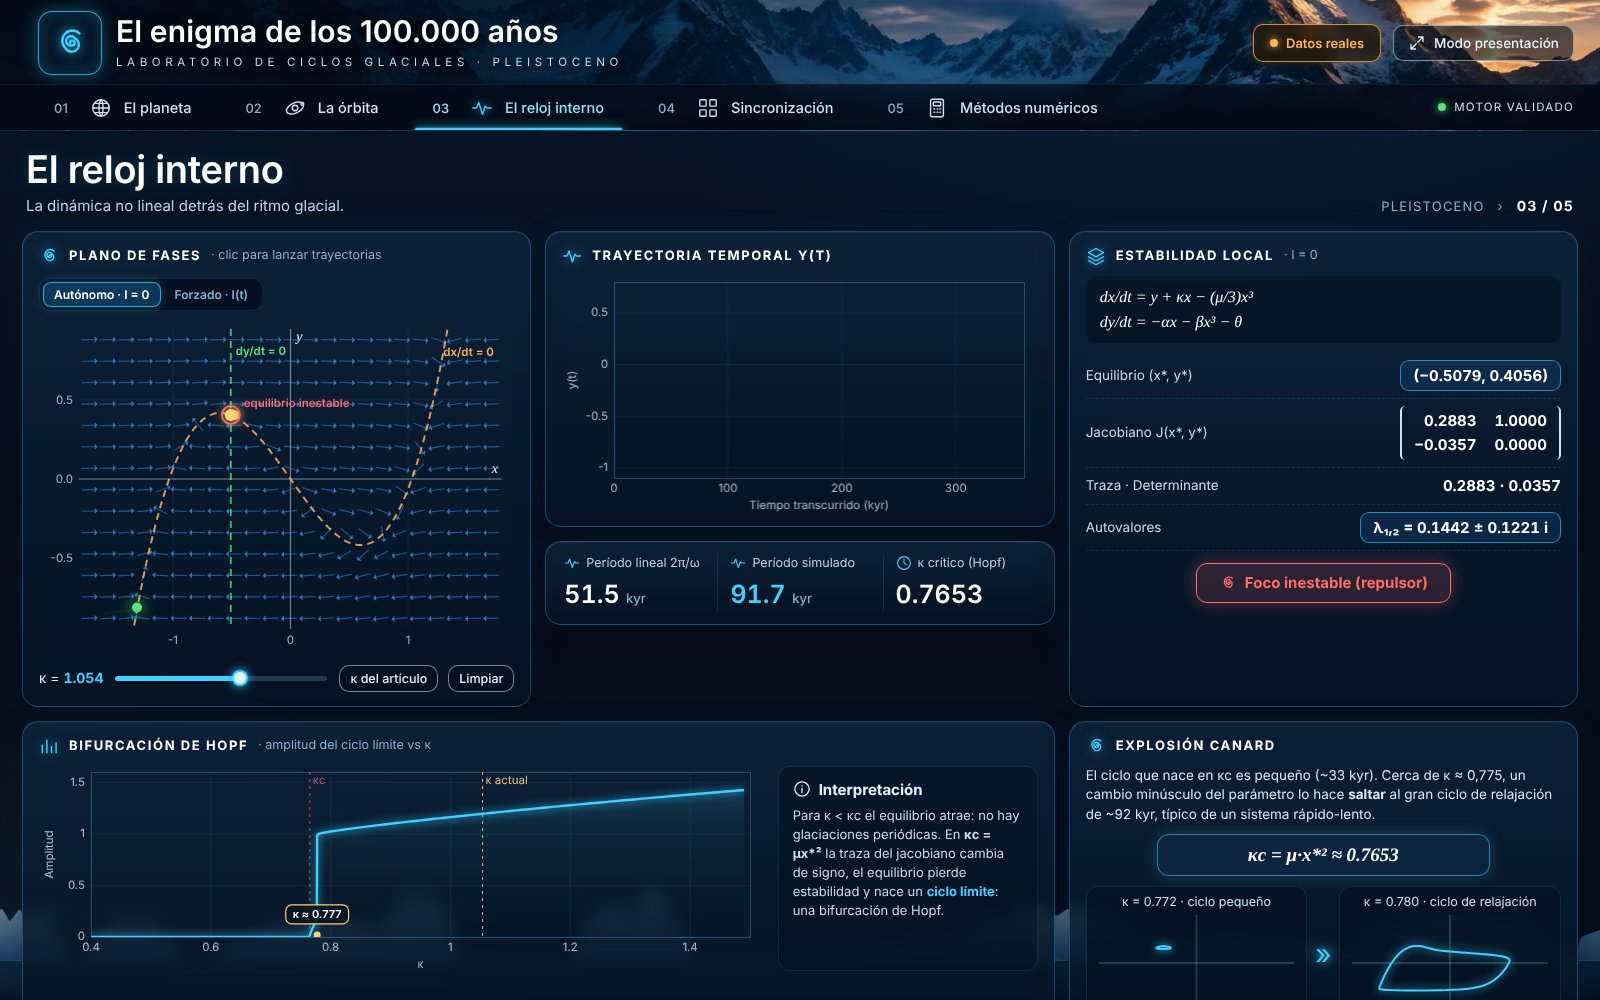 El enigma de los 100.000 años
LABORATORIO DE CICLOS GLACIALES · PLEISTOCENO
Datos reales
Modo presentación
01 El planeta
02 La órbita
03 El reloj interno
04 Sincronización
05 Métodos numéricos
MOTOR VALIDADO
El reloj interno
La dinámica no lineal detrás del ritmo glacial.
PLEISTOCENO › 03 / 05
PLANO DE FASES · clic para lanzar trayectorias
Autónomo · I = 0 Forzado · I(t)
y
dy/dt = 0
dx/dt = 0
equilibrio inestable
x
0.5
0.0
-0.5
-1 0 1
κ = 1.054
κ del artículo
Limpiar
TRAYECTORIA TEMPORAL Y(T)
y(t)
0.5
0
-0.5
-1
0 100 200 300
Tiempo transcurrido (kyr)
Período lineal 2π/ω
51.5 kyr
Período simulado
91.7 kyr
κ crítico (Hopf)
0.7653
ESTABILIDAD LOCAL · I = 0
dx/dt = y + κx − (μ/3)x³
dy/dt = −αx − βx³ − θ
Equilibrio (x*, y*) (−0.5079, 0.4056)
Jacobiano J(x*, y*)
0.2883 1.0000
−0.0357 0.0000
Traza · Determinante 0.2883 · 0.0357
Autovalores λ₁,₂ = 0.1442 ± 0.1221 i
Foco inestable (repulsor)
BIFURCACIÓN DE HOPF · amplitud del ciclo límite vs κ
Amplitud
1.5
1
0.5
0
κc
κ actual
κ ≈ 0.777
0.4 0.6 0.8 1 1.2 1.4
κ
Interpretación
Para κ < κc el equilibrio atrae: no hay
glaciaciones periódicas. En κc =
μx*² la traza del jacobiano cambia
de signo, el equilibrio pierde
estabilidad y nace un ciclo límite:
una bifurcación de Hopf.
EXPLOSIÓN CANARD
El ciclo que nace en κc es pequeño (~33 kyr). Cerca de κ ≈ 0,775, un
cambio minúsculo del parámetro lo hace saltar al gran ciclo de relajación
de ~92 kyr, típico de un sistema rápido-lento.
κc = μ·x*² ≈ 0.7653
κ = 0.772 · ciclo pequeño
»
κ = 0.780 · ciclo de relajación